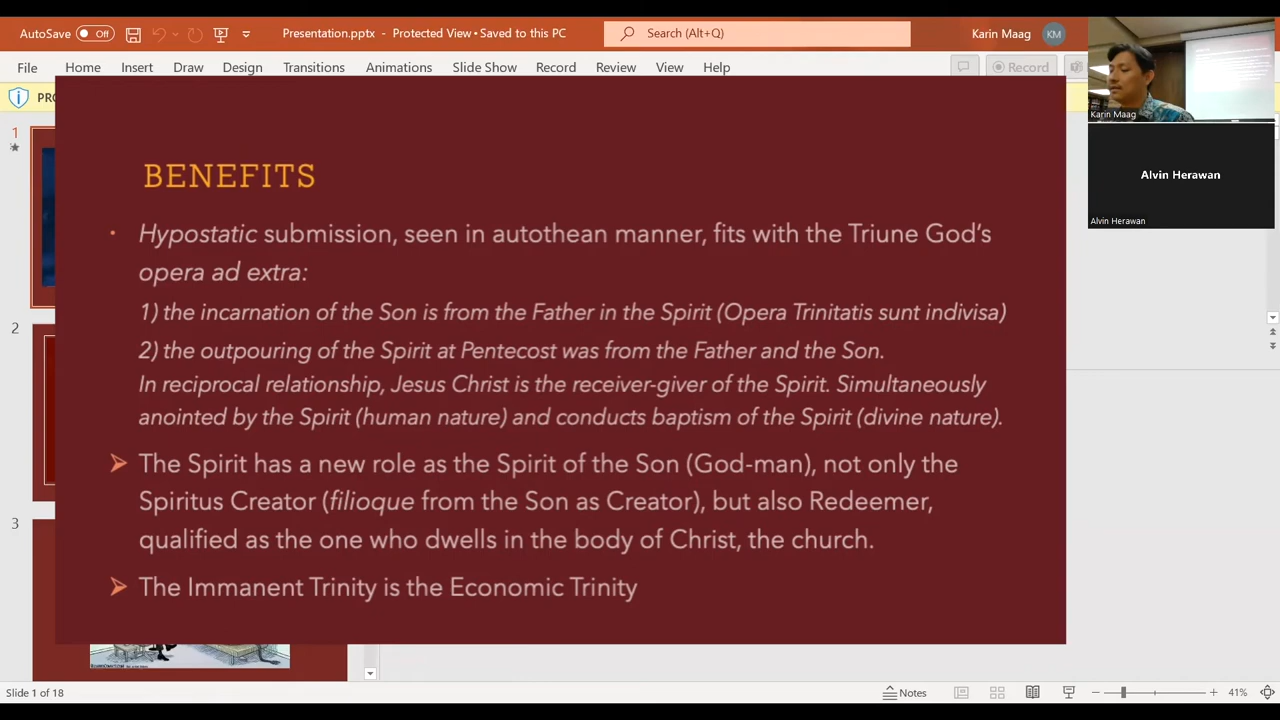 AutoSave Off Presentation.pptx - Protected View • Saved to this PC Search (Alt+Q) Karin Maag KM
File Home Insert Draw Design Transitions Animations Slide Show Record Review View Help Record
PRO
1
2
3
BENEFITS
• Hypostatic submission, seen in autothean manner, fits with the Triune God's
opera ad extra:
1) the incarnation of the Son is from the Father in the Spirit (Opera Trinitatis sunt indivisa)
2) the outpouring of the Spirit at Pentecost was from the Father and the Son.
In reciprocal relationship, Jesus Christ is the receiver-giver of the Spirit. Simultaneously
anointed by the Spirit (human nature) and conducts baptism of the Spirit (divine nature).
➢ The Spirit has a new role as the Spirit of the Son (God-man), not only the
Spiritus Creator (filioque from the Son as Creator), but also Redeemer,
qualified as the one who dwells in the body of Christ, the church.
➢ The Immanent Trinity is the Economic Trinity
Karin Maag
Alvin Herawan
Alvin Herawan
Slide 1 of 18 Notes 41%